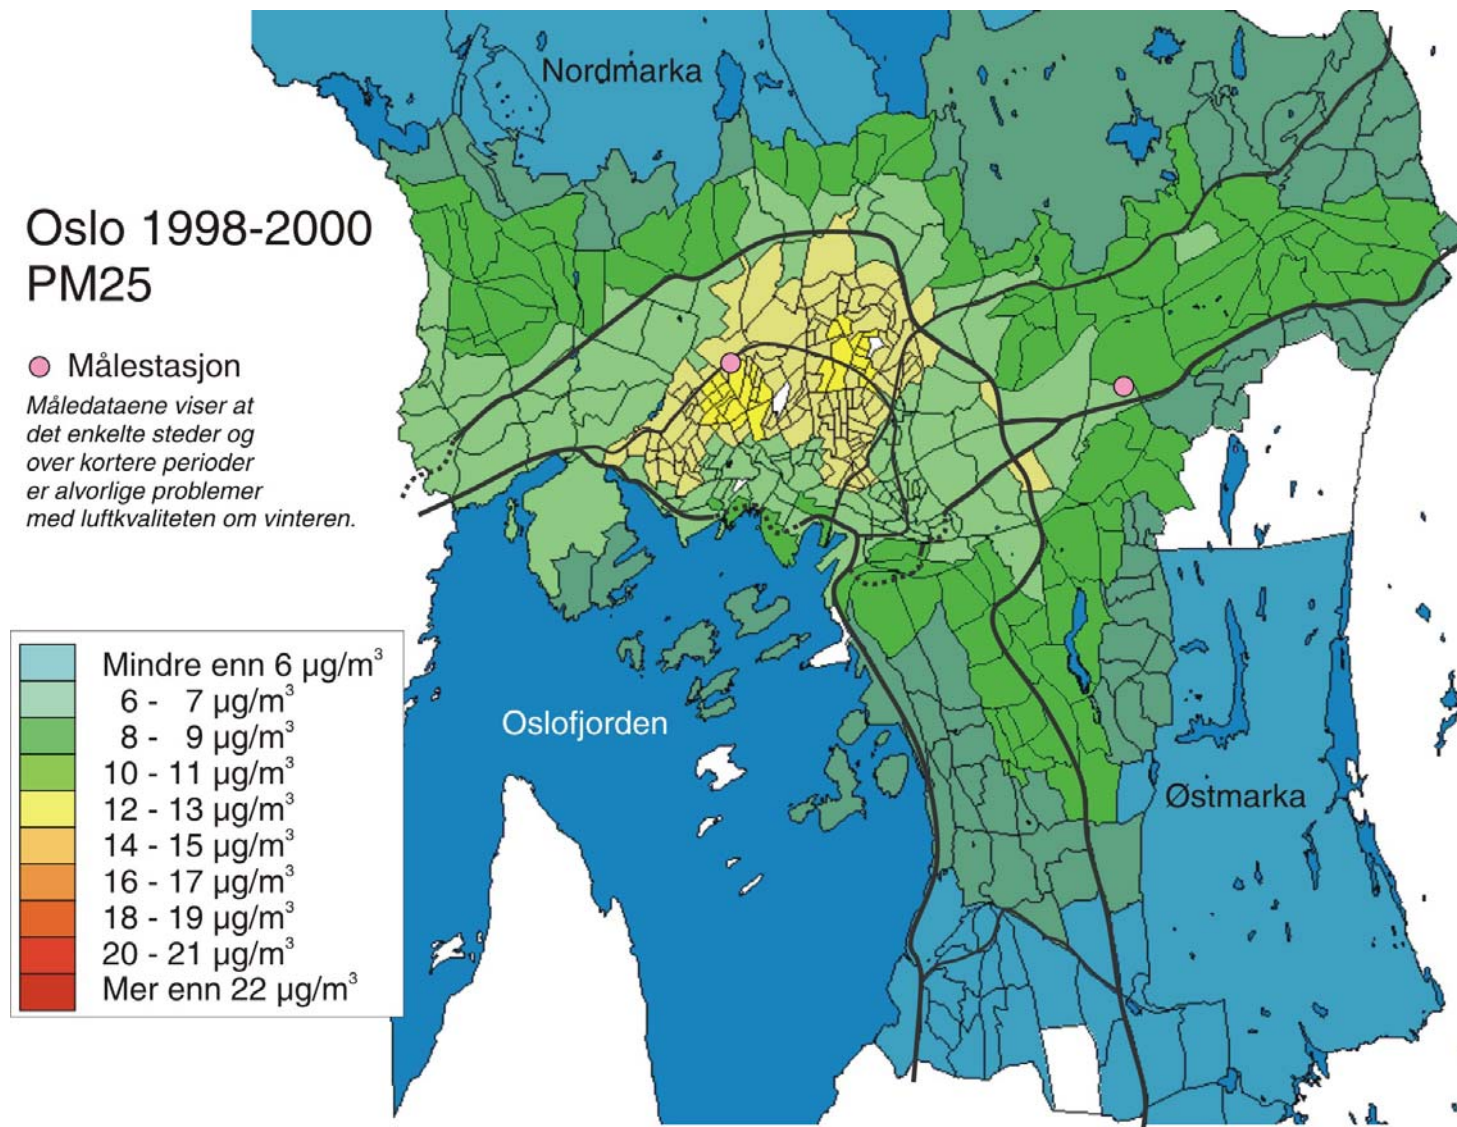 Nordmarka
Oslo 1998-2000
PM25
Målestasjon
Måledataene viser at
det enkelte steder og
over kortere perioder
er alvorlige problemer
med luftkvaliteten om vinteren.
Mindre enn 6 µg/m³
6 - 7 µg/m³
8 - 9 µg/m³
10 - 11 µg/m³
12 - 13 µg/m³
14 - 15 µg/m³
16 - 17 µg/m³
18 - 19 µg/m³
20 - 21 µg/m³
Mer enn 22 µg/m³
Oslofjorden
Østmarka